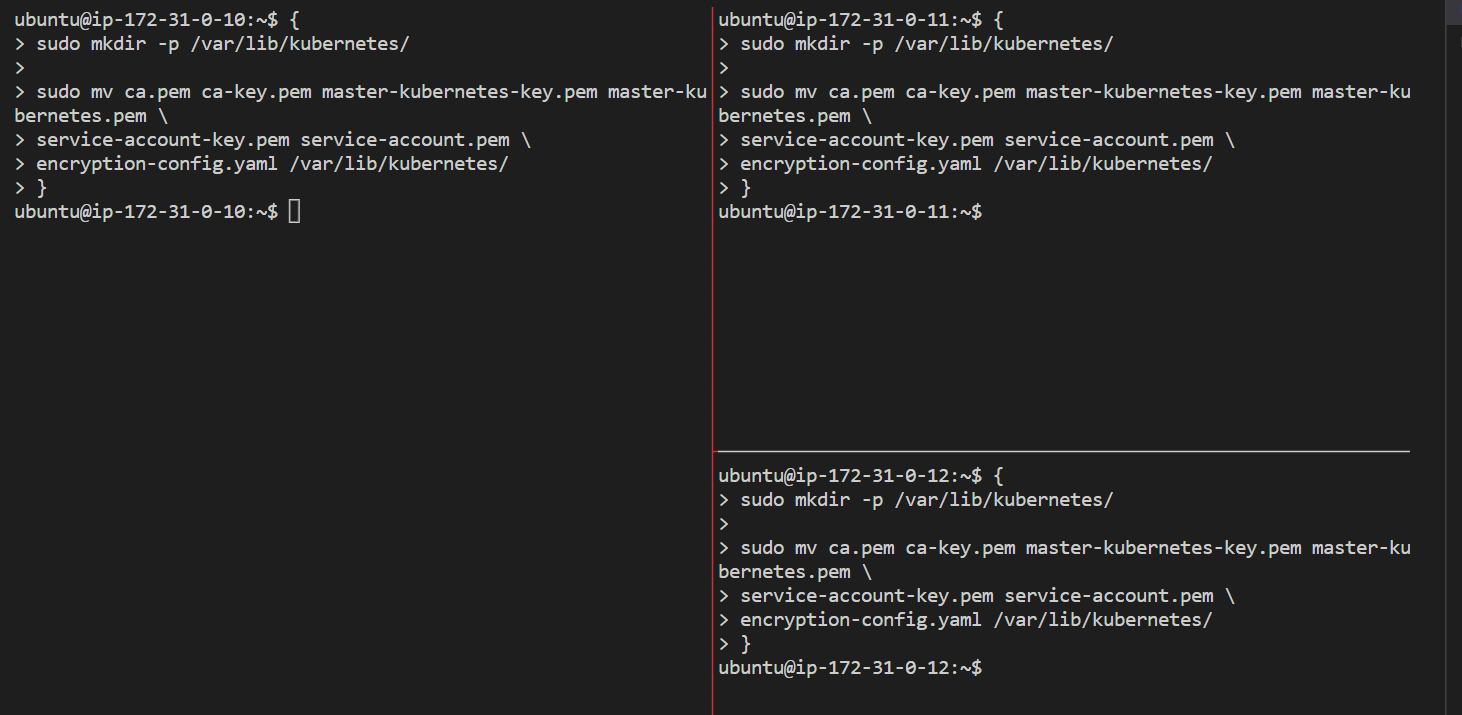 ubuntu@ip-172-31-0-10:~$ {
> sudo mkdir -p /var/lib/kubernetes/
>
> sudo mv ca.pem ca-key.pem master-kubernetes-key.pem master-ku
bernetes.pem \
> service-account-key.pem service-account.pem \
> encryption-config.yaml /var/lib/kubernetes/
> }
ubuntu@ip-172-31-0-10:~$
ubuntu@ip-172-31-0-11:~$ {
> sudo mkdir -p /var/lib/kubernetes/
>
> sudo mv ca.pem ca-key.pem master-kubernetes-key.pem master-ku
bernetes.pem \
> service-account-key.pem service-account.pem \
> encryption-config.yaml /var/lib/kubernetes/
> }
ubuntu@ip-172-31-0-11:~$
ubuntu@ip-172-31-0-12:~$ {
> sudo mkdir -p /var/lib/kubernetes/
>
> sudo mv ca.pem ca-key.pem master-kubernetes-key.pem master-ku
bernetes.pem \
> service-account-key.pem service-account.pem \
> encryption-config.yaml /var/lib/kubernetes/
> }
ubuntu@ip-172-31-0-12:~$